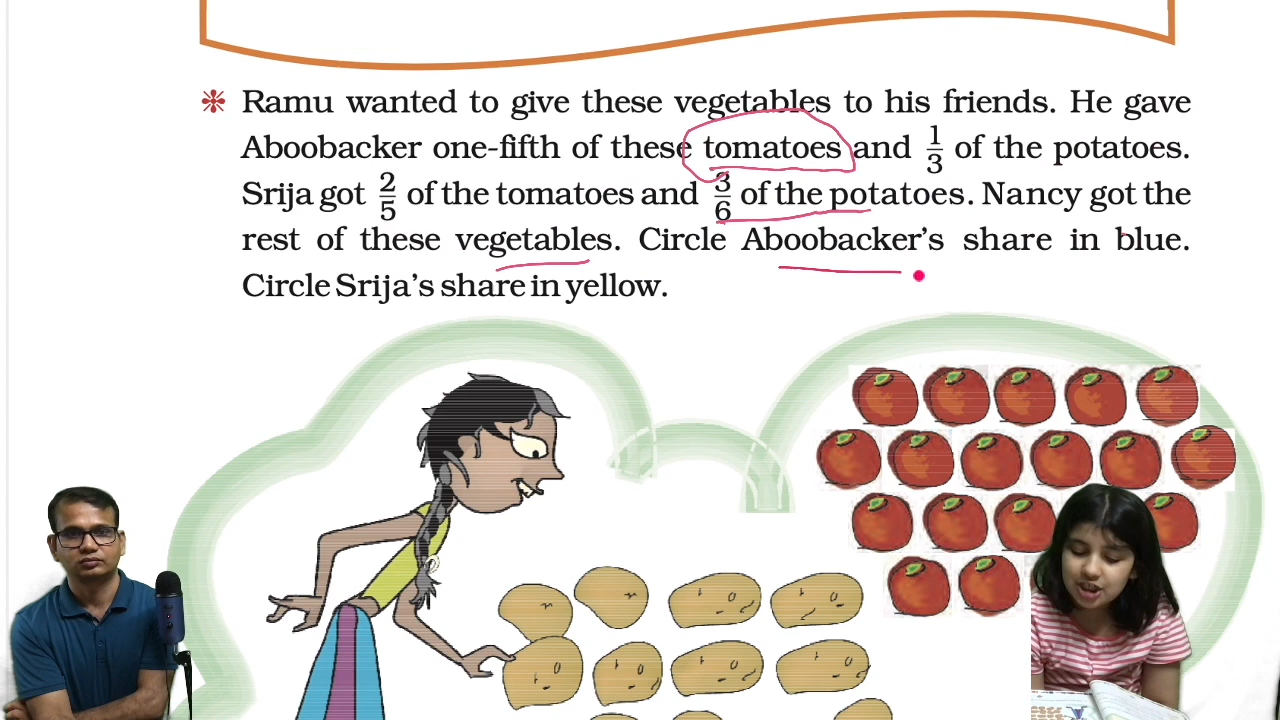 Ramu wanted to give these vegetables to his friends. He gave
Aboobacker one-fifth of these tomatoes and 1/3 of the potatoes.
Srija got 2/5 of the tomatoes and 3/6 of the potatoes. Nancy got the
rest of these vegetables. Circle Aboobacker's share in blue.
Circle Srija's share in yellow.